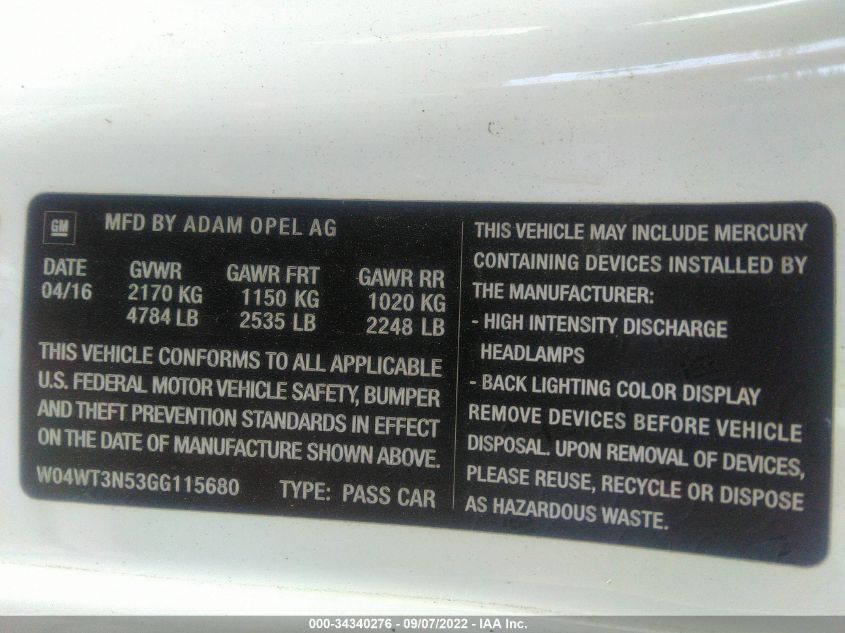 GM
MFD BY ADAM OPEL AG
DATE GVWR GAWR FRT GAWR RR
04/16 2170 KG 1150 KG 1020 KG
4784 LB 2535 LB 2248 LB
THIS VEHICLE CONFORMS TO ALL APPLICABLE
U.S. FEDERAL MOTOR VEHICLE SAFETY, BUMPER
AND THEFT PREVENTION STANDARDS IN EFFECT
ON THE DATE OF MANUFACTURE SHOWN ABOVE.
W04WT3N53GG115680 TYPE: PASS CAR
THIS VEHICLE MAY INCLUDE MERCURY
CONTAINING DEVICES INSTALLED BY
THE MANUFACTURER:
- HIGH INTENSITY DISCHARGE
HEADLAMPS
- BACK LIGHTING COLOR DISPLAY
REMOVE DEVICES BEFORE VEHICLE
DISPOSAL. UPON REMOVAL OF DEVICES,
PLEASE REUSE, RECYCLE OR DISPOSE
AS HAZARDOUS WASTE.
000-34340276 - 09/07/2022 - IAA Inc.